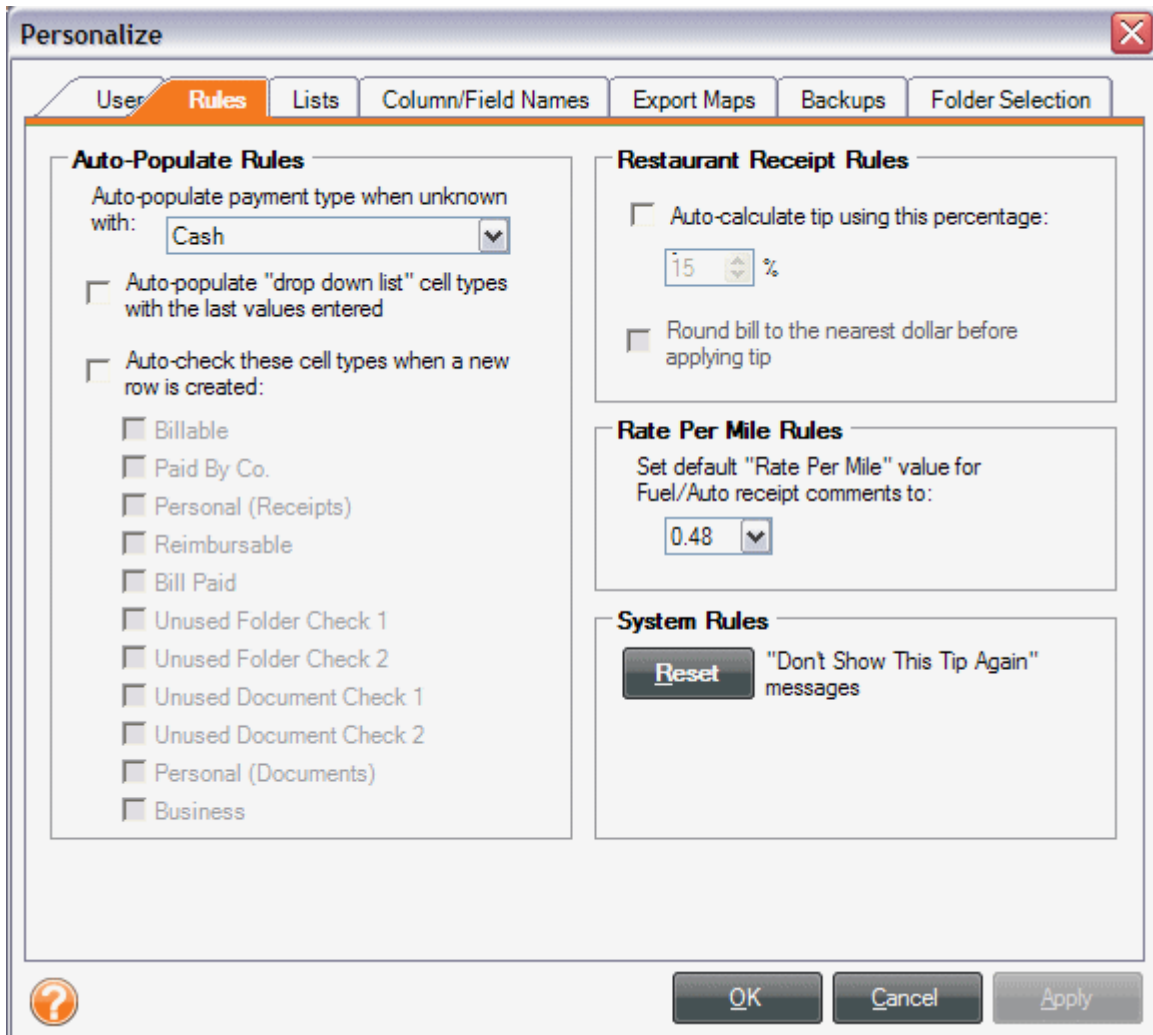 Personalize
User
Rules
Lists
Column/Field Names
Export Maps
Backups
Folder Selection
Auto-Populate Rules
Auto-populate payment type when unknown
with:
Cash
Auto-populate "drop down list" cell types
with the last values entered
Auto-check these cell types when a new
row is created:
Billable
Paid By Co.
Personal (Receipts)
Reimbursable
Bill Paid
Unused Folder Check 1
Unused Folder Check 2
Unused Document Check 1
Unused Document Check 2
Personal (Documents)
Business
Restaurant Receipt Rules
Auto-calculate tip using this percentage:
15 %
Round bill to the nearest dollar before
applying tip
Rate Per Mile Rules
Set default "Rate Per Mile" value for
Fuel/Auto receipt comments to:
0.48
System Rules
Reset
"Don't Show This Tip Again"
messages
?
OK
Cancel
Apply